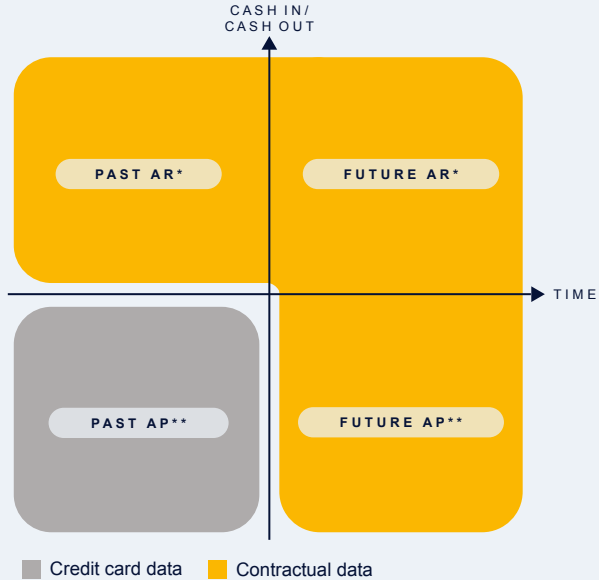 CASH IN/
CASH OUT
PAST AR*
FUTURE AR*
TIME
PAST AP**
FUTURE AP**
Credit card data
Contractual data